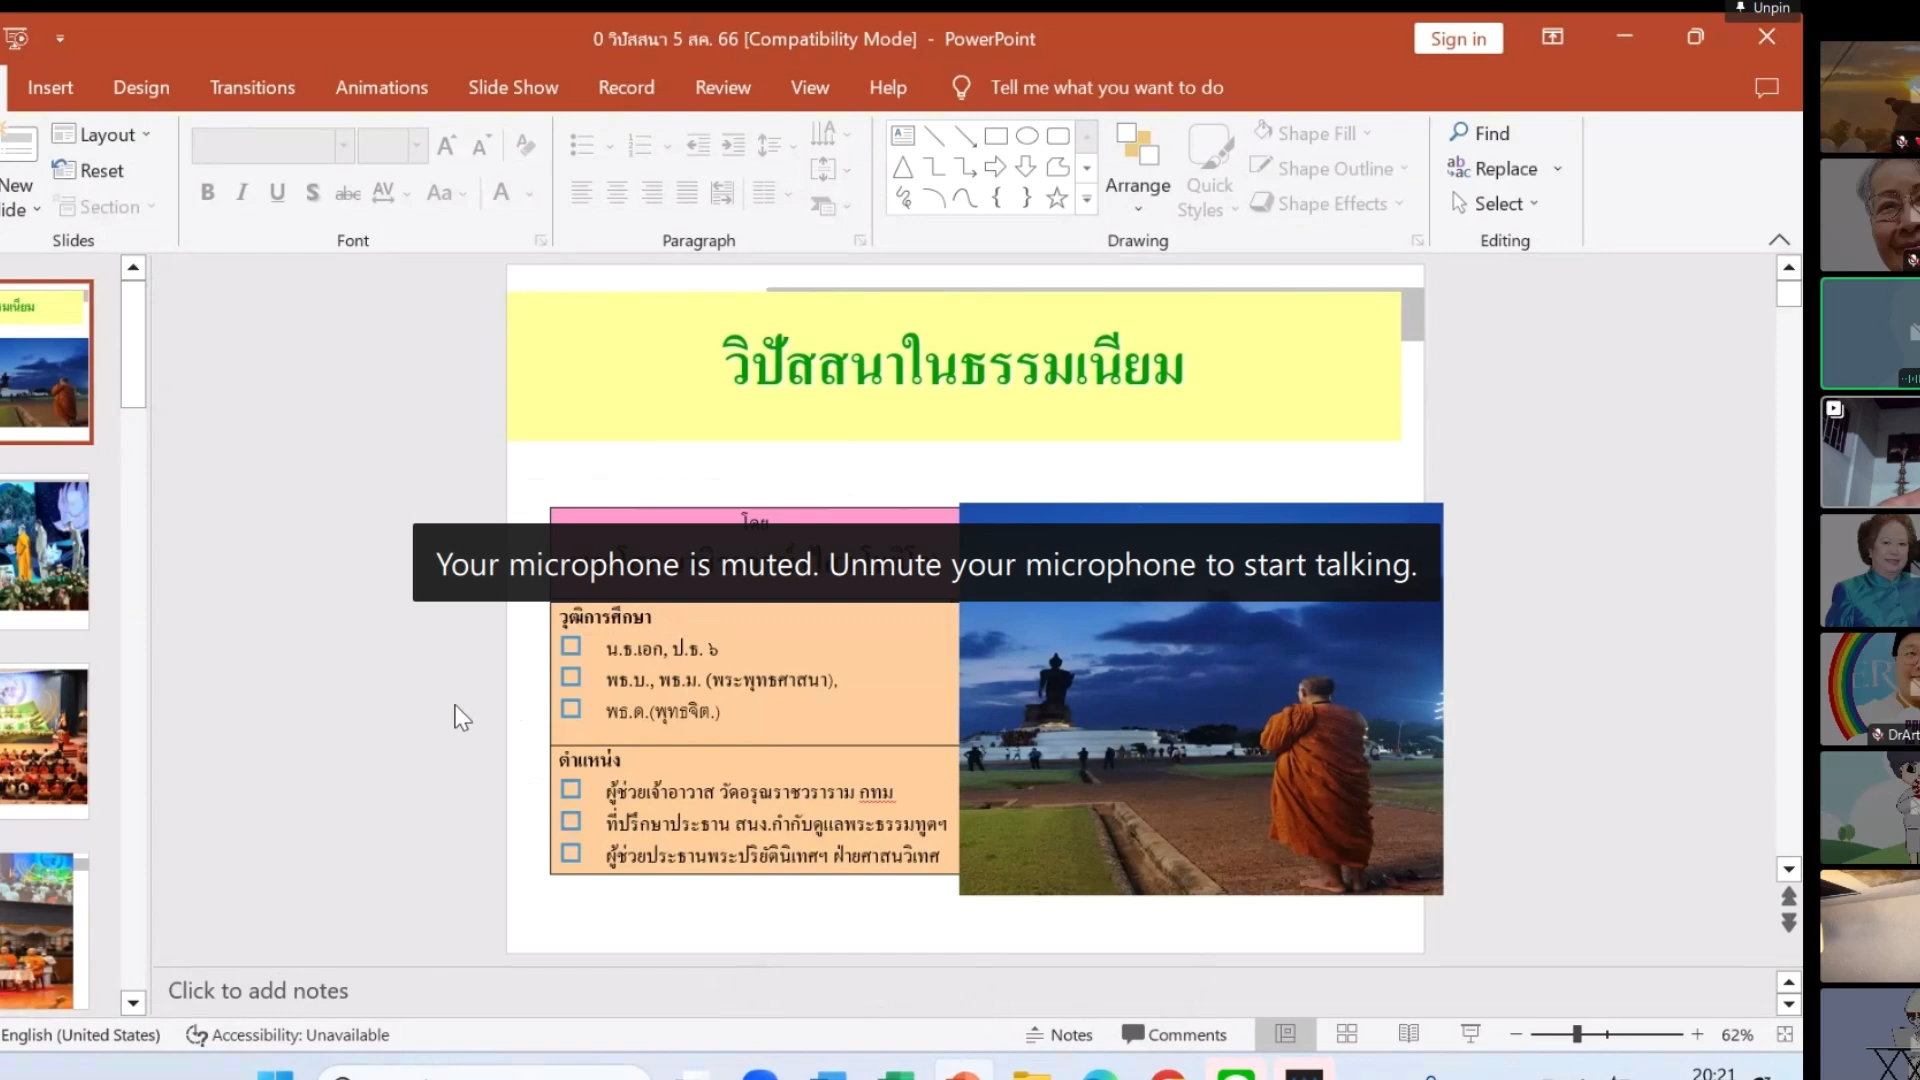 Unpin
0 วิปัสสนา 5 สค. 66 [Compatibility Mode] - PowerPoint
Sign in
Insert Design Transitions Animations Slide Show Record Review View Help Tell me what you want to do
Layout
Reset
Section
New
lide
Slides
B I U S abc AV Aa A
Font
Paragraph
Arrange
Quick
Styles
Shape Fill
Shape Outline
Shape Effects
Drawing
Find
Replace
Select
Editing
วิปัสสนาในธรรมเนียม
โดย
Your microphone is muted. Unmute your microphone to start talking.
วุฒิการศึกษา
น.ธ.เอก, ป.ธ. ๖
พธ.บ., พธ.ม. (พระพุทธศาสนา),
พธ.ด.(พุทธจิต.)
ตำแหน่ง
ผู้ช่วยเจ้าอาวาส วัดอรุณราชวราราม กทม
ที่ปรึกษาประธาน สนง.กำกับดูแลพระธรรมทูตฯ
ผู้ช่วยประธานพระปริยัตินิเทศฯ ฝ่ายศาสนวิเทศ
DrArt
Click to add notes
English (United States) Accessibility: Unavailable Notes Comments 62%
20:21